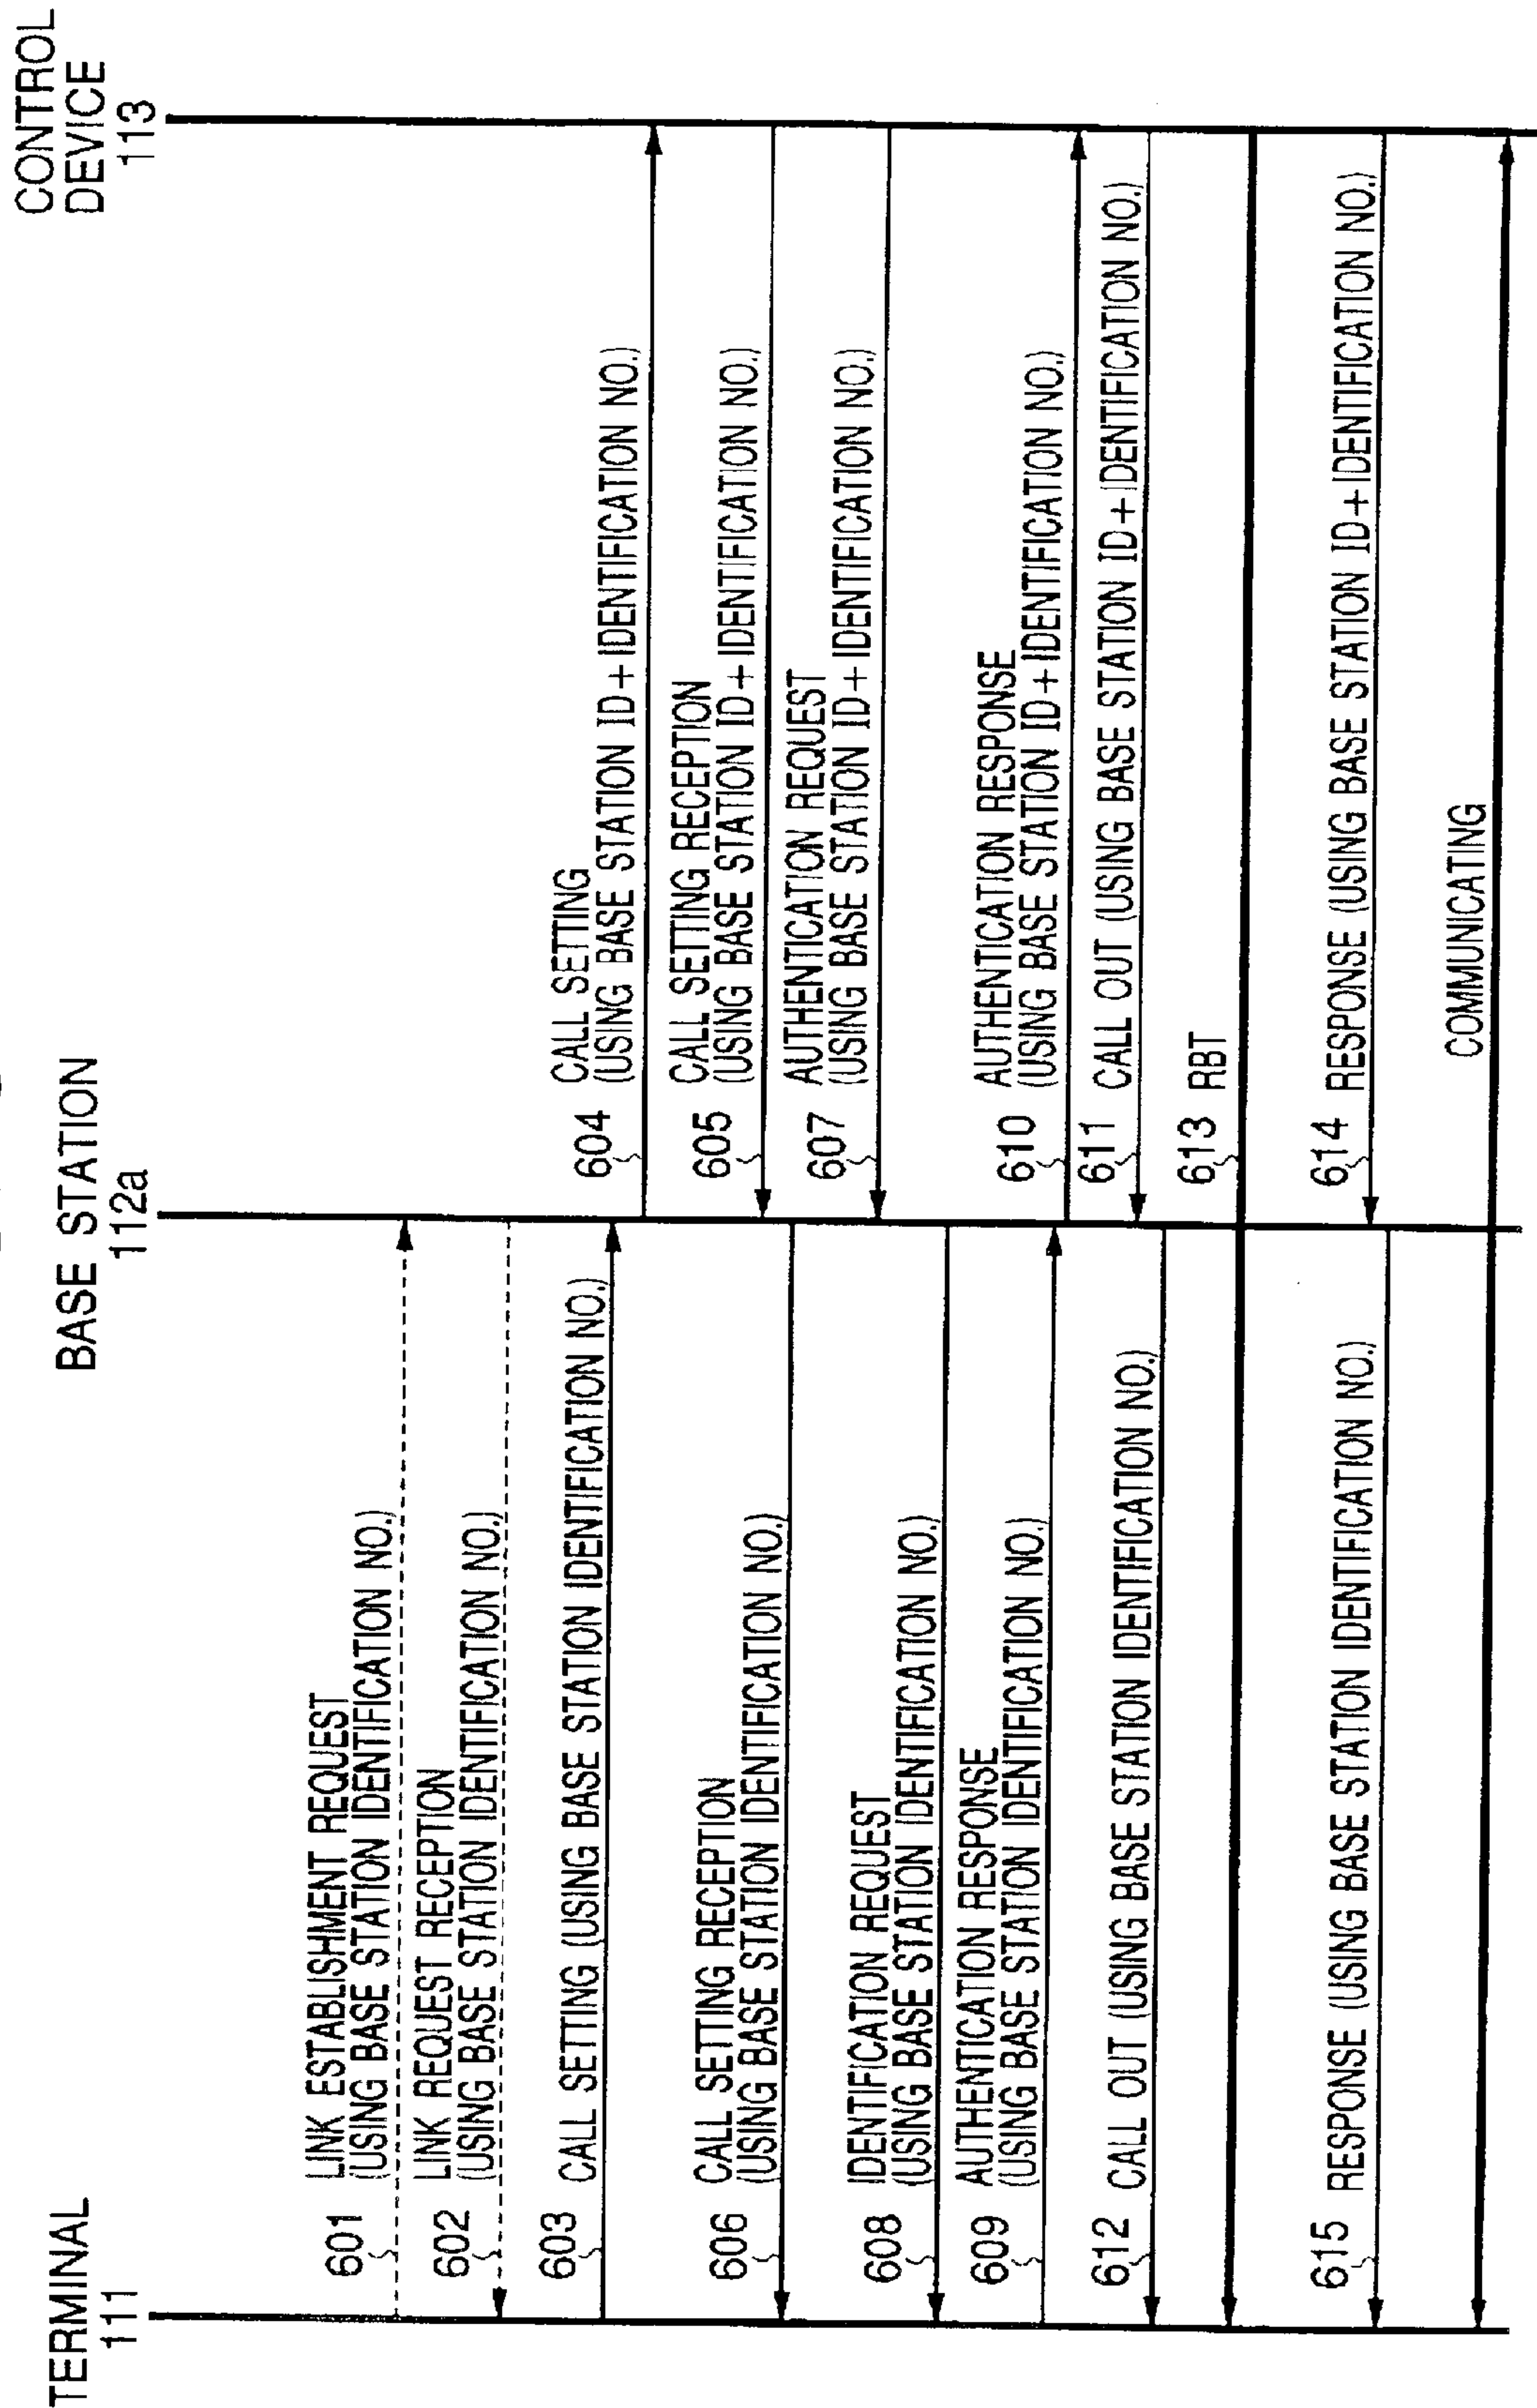 TERMINAL
111
BASE STATION
112a
CONTROL
DEVICE
113
601
LINK ESTABLISHMENT REQUEST
(USING BASE STATION IDENTIFICATION NO.)
602
LINK REQUEST RECEPTION
(USING BASE STATION IDENTIFICATION NO.)
603
CALL SETTING (USING BASE STATION IDENTIFICATION NO.)
604
CALL SETTING
(USING BASE STATION ID+IDENTIFICATION NO.)
605
CALL SETTING RECEPTION
(USING BASE STATION ID+IDENTIFICATION NO.)
606
CALL SETTING RECEPTION
(USING BASE STATION IDENTIFICATION NO.)
607
AUTHENTICATION REQUEST
(USING BASE STATION ID+IDENTIFICATION NO.)
608
IDENTIFICATION REQUEST
(USING BASE STATION IDENTIFICATION NO.)
609
AUTHENTICATION RESPONSE
(USING BASE STATION IDENTIFICATION NO.)
610
AUTHENTICATION RESPONSE
(USING BASE STATION ID+IDENTIFICATION NO.)
611 CALL OUT (USING BASE STATION ID+IDENTIFICATION NO.)
612 CALL OUT (USING BASE STATION IDENTIFICATION NO.)
613 RBT
614 RESPONSE (USING BASE STATION ID+IDENTIFICATION NO.)
615 RESPONSE (USING BASE STATION IDENTIFICATION NO.)
COMMUNICATING